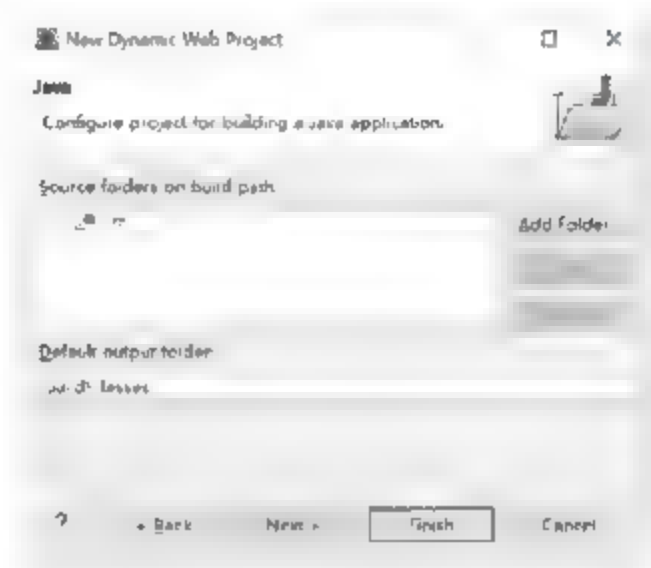 New Dynamic Web Project
Java
Configure project for building a Java application.
Source folders on build path
Add Folder
Default output folder
?
< Back
Next >
Finish
Cancel